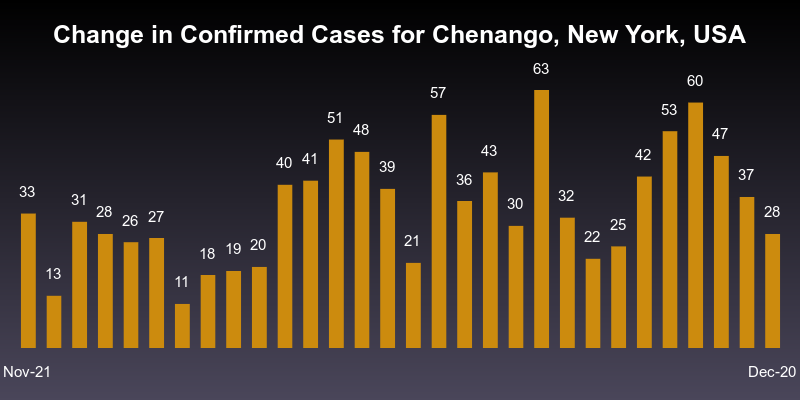 Change in Confirmed Cases for Chenango, New York, USA
33 13 31 28 26 27 11 18 19 20 40 41 51 48 39 21 57 36 43 30 63 32 22 25 42 53 60 47 37 28
Nov-21 Dec-20